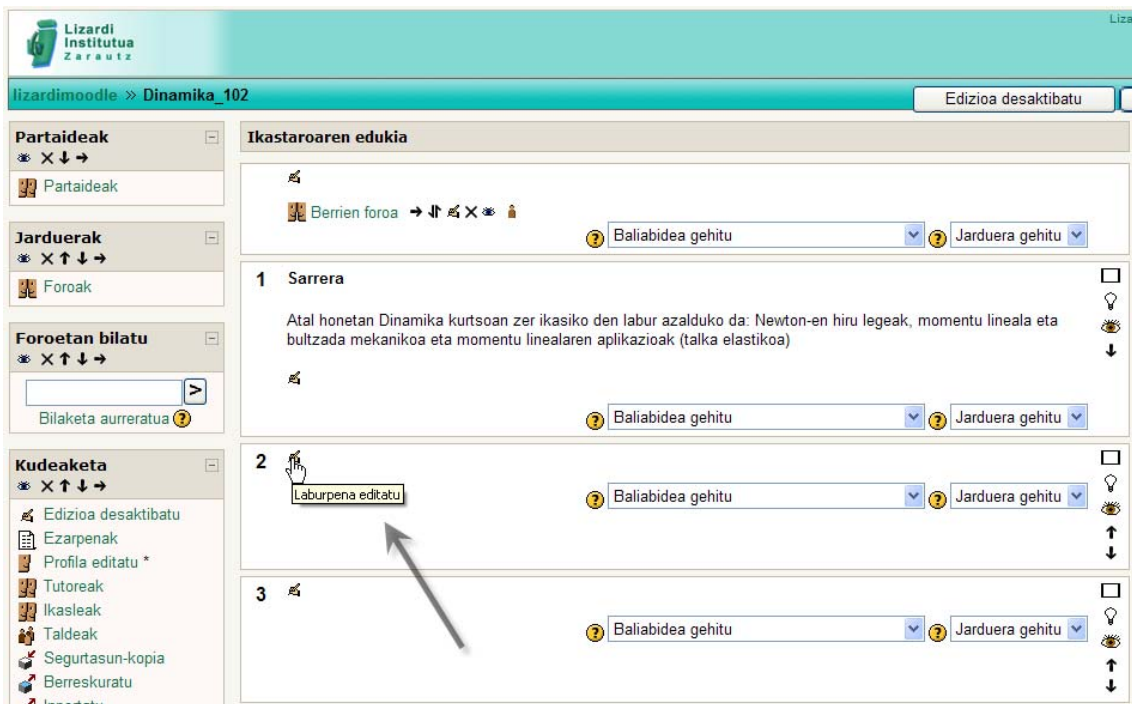 Lizardi
Institutua
Zarautz
lizardimoodle » Dinamika_102
Edizioa desaktibatu
Partaideak
Partaideak
Jarduerak
Foroak
Foroetan bilatu
>
Bilaketa aurreratua ?
Kudeaketa
Edizioa desaktibatu
Ezarpenak
Profila editatu *
Tutoreak
Ikasleak
Taldeak
Segurtasun-kopia
Berreskuratu
Ikastaroaren edukia
Berrien foroa
? Baliabidea gehitu ? Jarduera gehitu
1 Sarrera
Atal honetan Dinamika kurtsoan zer ikasiko den labur azalduko da: Newton-en hiru legeak, momentu lineala eta
bultzada mekanikoa eta momentu linealaren aplikazioak (talka elastikoa)
? Baliabidea gehitu ? Jarduera gehitu
2
Laburpena editatu
? Baliabidea gehitu ? Jarduera gehitu
3
? Baliabidea gehitu ? Jarduera gehitu